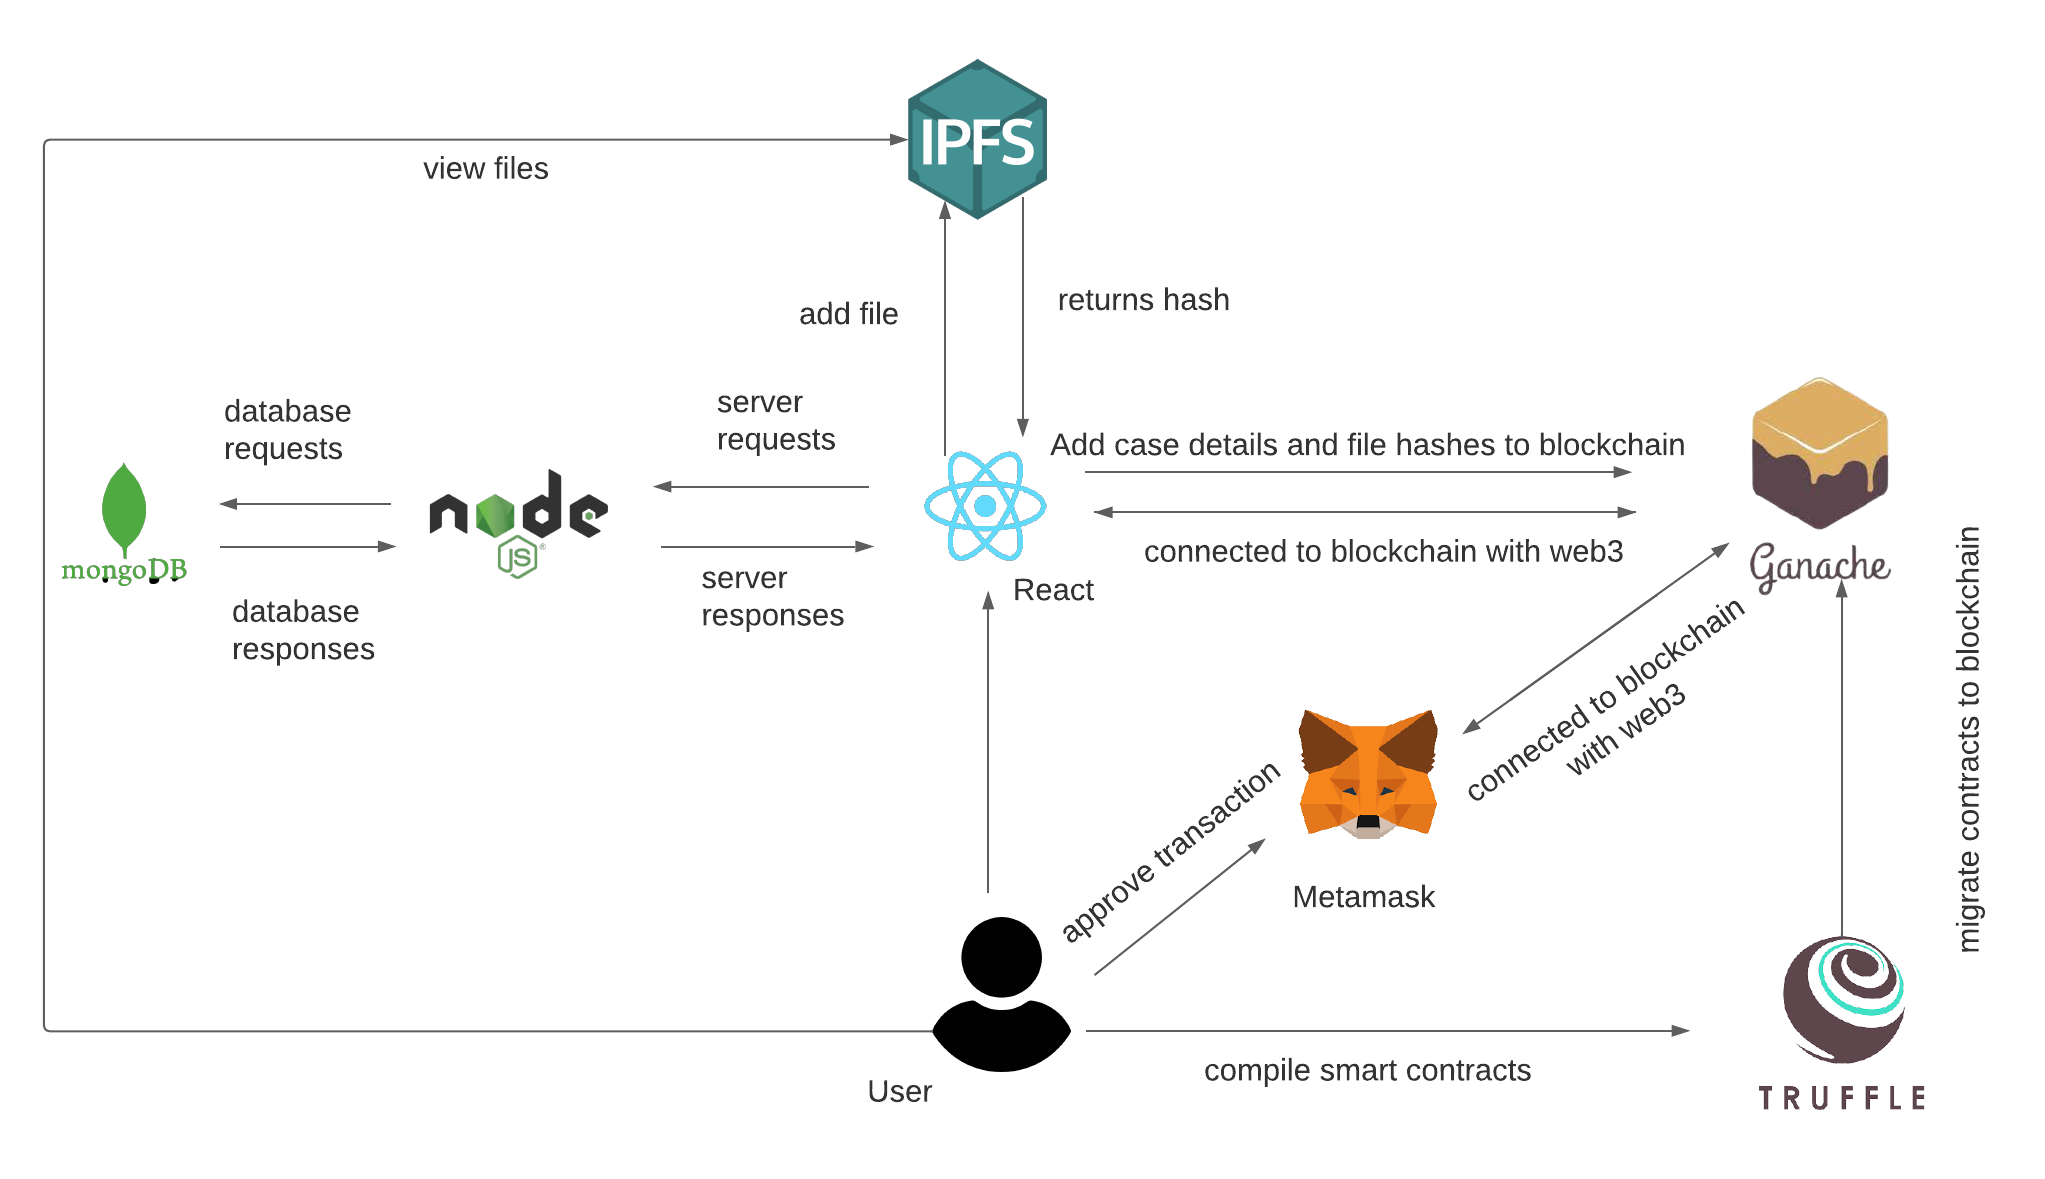 IPFS
view files
add file
returns hash
database
requests
server
requests
Add case details and file hashes to blockchain
mongoDB
node
JS
®
connected to blockchain with web3
Ganache
database
responses
server
responses
React
connected to blockchain
with web3
migrate contracts to blockchain
approve transaction
Metamask
compile smart contracts
User
TRUFFLE